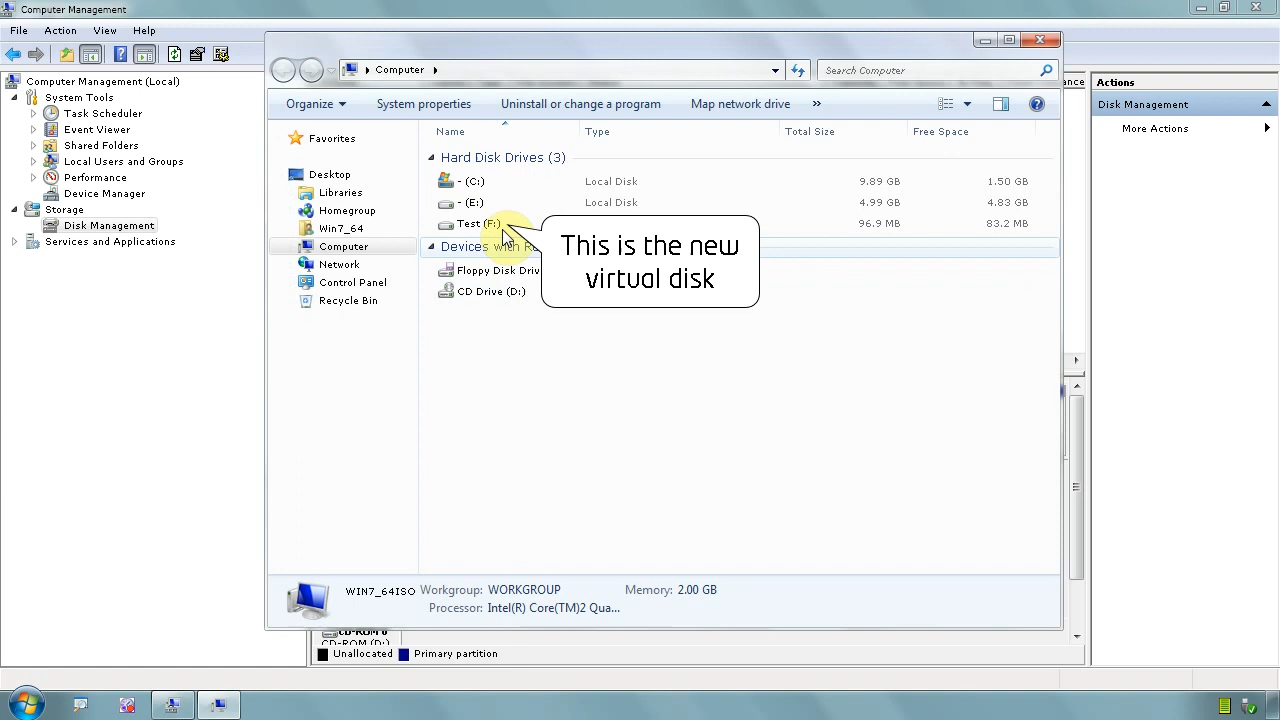 Computer Management
File Action View Help
Computer
Search Computer
Organize System properties Uninstall or change a program Map network drive »
Computer Management (Local)
System Tools
Task Scheduler
Event Viewer
Shared Folders
Local Users and Groups
Performance
Device Manager
Storage
Disk Management
Services and Applications
Favorites
Desktop
Libraries
Homegroup
Win7_64
Computer
Network
Control Panel
Recycle Bin
Name Type Total Size Free Space
Hard Disk Drives (3)
- (C:) Local Disk 9.89 GB GB
- (E:) Local Disk 4.99 GB 4.83 GB
Test (F:) 96.9 MB 83.2 MB
Devices with
Floppy Disk Driv
CD Drive (D:)
This is the new
virtual disk
WIN7_64ISO Workgroup: WORKGROUP Memory: 2.00 GB
Processor: Intel(R) Core(TM)2 Qua...
Actions
Disk Management
More Actions
CD-ROM 0
CD-ROM (D:)
Unallocated Primary partition